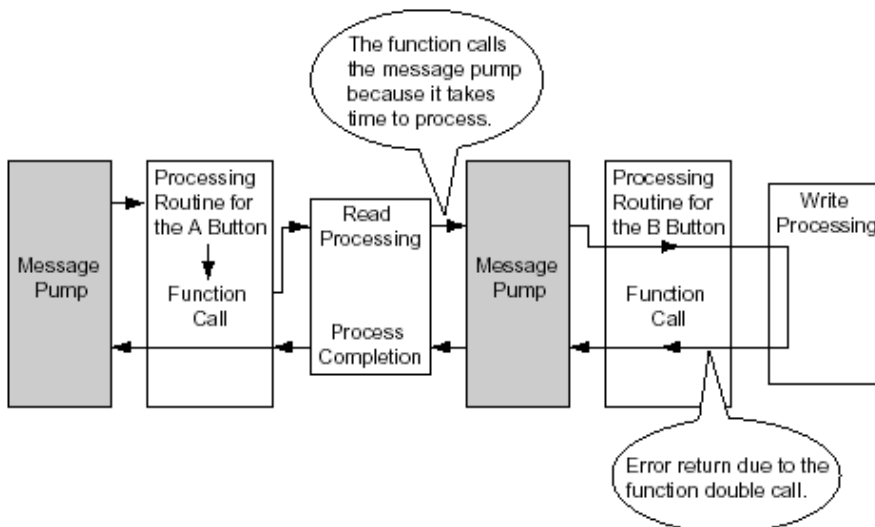 The function calls
the message pump
because it takes
time to process.
Message
Pump
Processing
Routine for
the A Button
Function
Call
Read
Processing
Process
Completion
Message
Pump
Processing
Routine for
the B Button
Function
Call
Write
Processing
Error return due to the
function double call.